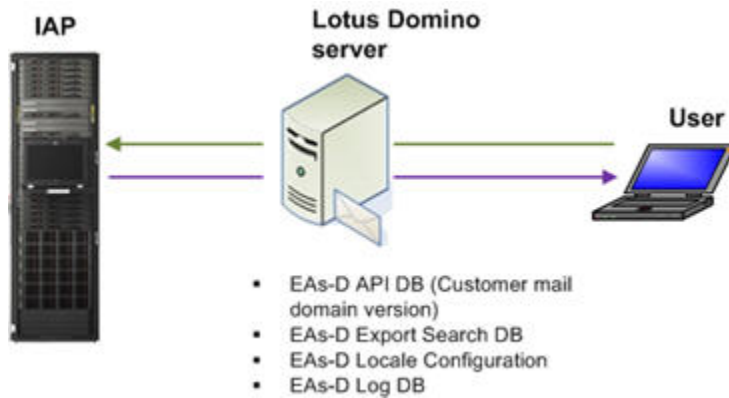 IAP
Lotus Domino
server
User
▪ EAs-D API DB (Customer mail
domain version)
▪ EAs-D Export Search DB
▪ EAs-D Locale Configuration
▪ EAs-D Log DB